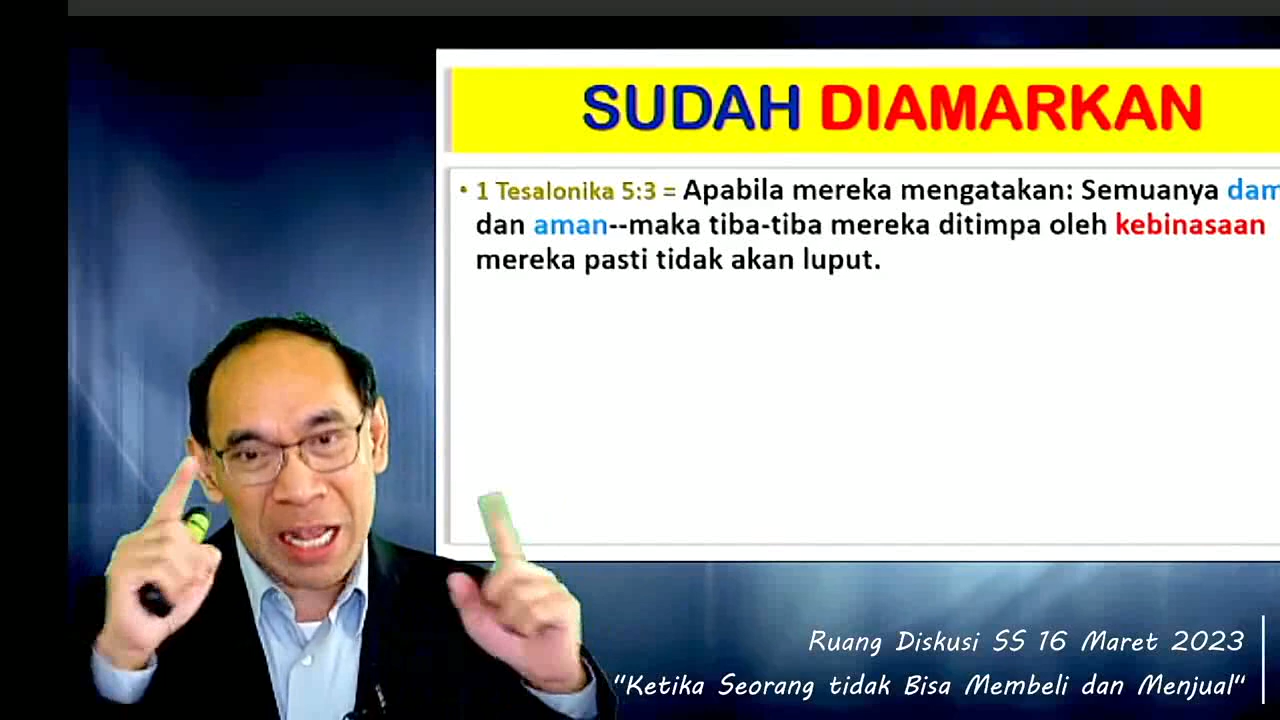 SUDAH DIAMARKAN
• 1 Tesalonika 5:3 = Apabila mereka mengatakan: Semuanya
dan aman--maka tiba-tiba mereka ditimpa oleh kebinasaan
mereka pasti tidak akan luput.
Ruang Diskusi SS 16 Maret 2023
"Ketika Seorang tidak Bisa Membeli dan Menjual"